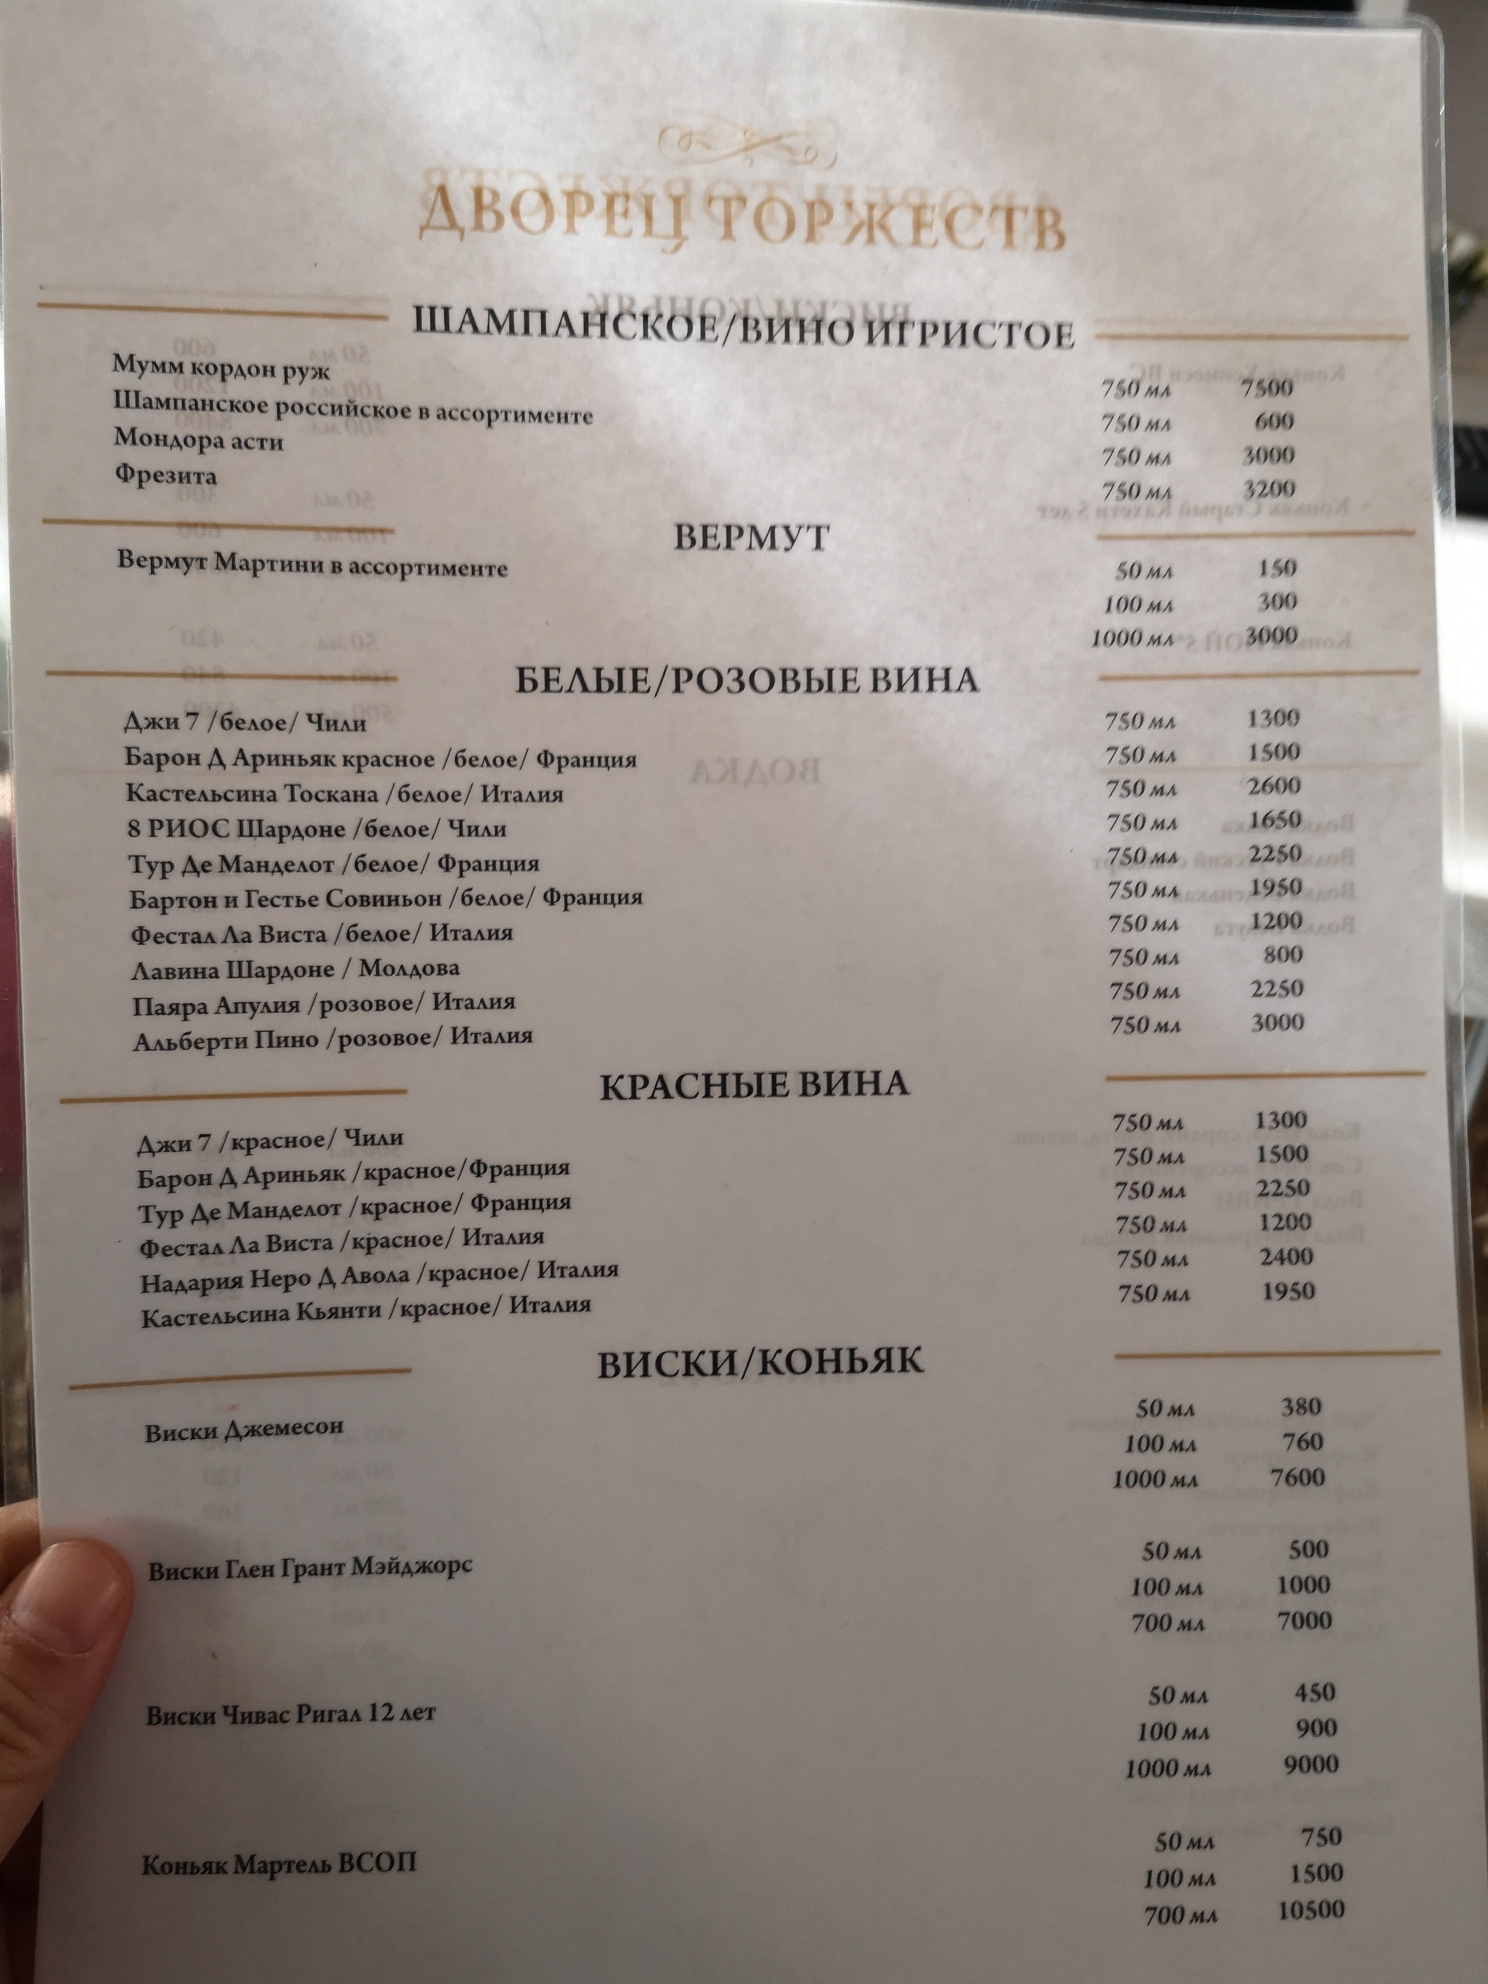 ДВОРЕЦ ТОРЖЕСТВ
ШАМПАНСКОЕ/ВИНО ИГРИСТОЕ
Мумм кордон руж 750 мл 7500
Шампанское российское в ассортименте 750 мл 600
Мондора асти 750 мл 3000
Фрезита 750 мл 3200
ВЕРМУТ
Вермут Мартини в ассортименте 50 мл 150
100 мл 300
1000 мл 3000
БЕЛЫЕ/РОЗОВЫЕ ВИНА
Джи 7 /белое/ Чили 750 мл 1300
Барон Д Ариньяк красное /белое/ Франция 750 мл 1500
Кастельсина Тоскана /белое/ Италия 750 мл 2600
8 РИОС Шардоне /белое/ Чили 750 мл 1650
Тур Де Манделот /белое/ Франция 750 мл 2250
Бартон и Гестье Совиньон /белое/ Франция 750 мл 1950
Фестал Ла Виста /белое/ Италия 750 мл 1200
Лавина Шардоне / Молдова 750 мл 800
Паяра Апулия /розовое/ Италия 750 мл 2250
Альберти Пино /розовое/ Италия 750 мл 3000
КРАСНЫЕ ВИНА
Джи 7 /красное/ Чили 750 мл 1300
Барон Д Ариньяк /красное/Франция 750 мл 1500
Тур Де Манделот /красное/ Франция 750 мл 2250
Фестал Ла Виста /красное/ Италия 750 мл 1200
Надария Неро Д Авола /красное/ Италия 750 мл 2400
Кастельсина Кьянти /красное/ Италия 750 мл 1950
ВИСКИ/КОНЬЯК
Виски Джемесон 50 мл 380
100 мл 760
1000 мл 7600
Виски Глен Грант Мэйджорс 50 мл 500
100 мл 1000
700 мл 7000
Виски Чивас Ригал 12 лет 50 мл 450
100 мл 900
1000 мл 9000
Коньяк Мартель ВСОП 50 мл 750
100 мл 1500
700 мл 10500